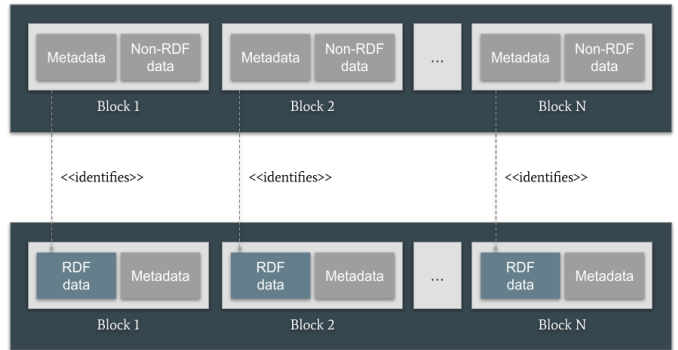 Metadata Non-RDF data Metadata Non-RDF data ... Metadata Non-RDF data
Block 1 Block 2 Block N
<<identifies>> <<identifies>> <<identifies>>
RDF data Metadata RDF data Metadata ... RDF data Metadata
Block 1 Block 2 Block N